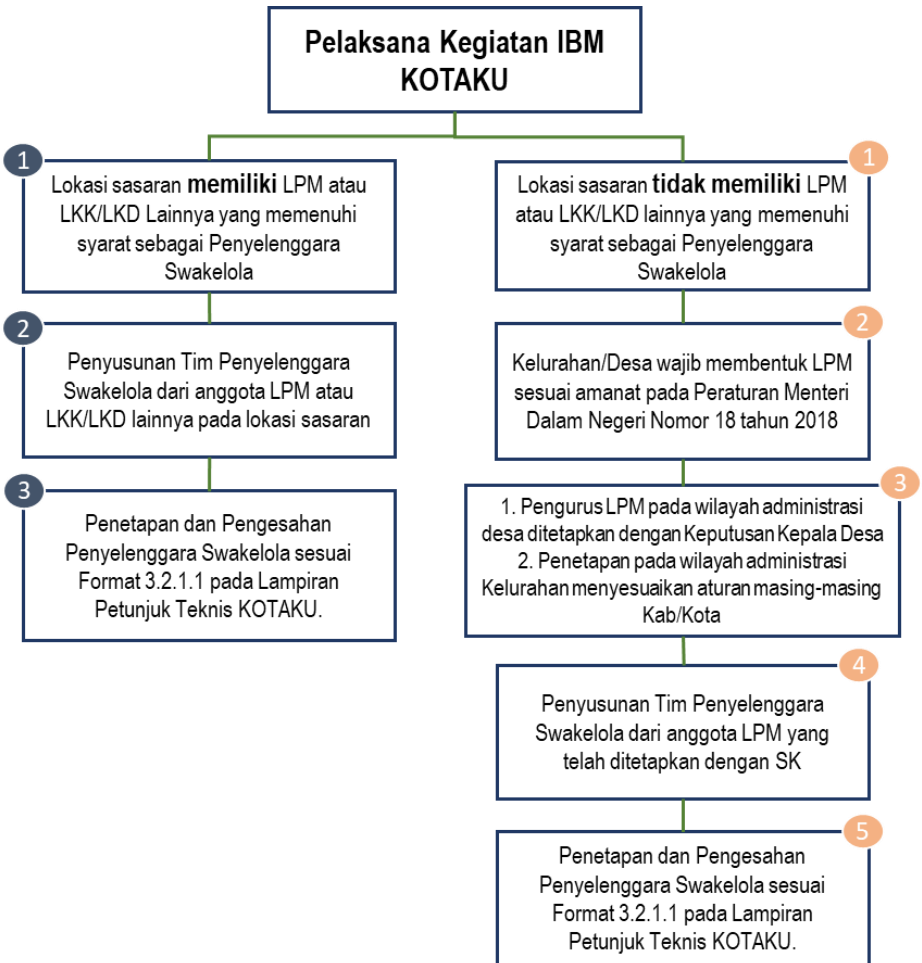 Pelaksana Kegiatan IBM
KOTAKU
1
Lokasi sasaran memiliki LPM atau
LKK/LKD Lainnya yang memenuhi
syarat sebagai Penyelenggara
Swakelola
2
Penyusunan Tim Penyelenggara
Swakelola dari anggota LPM atau
LKK/LKD lainnya pada lokasi sasaran
3
Penetapan dan Pengesahan
Penyelenggara Swakelola sesuai
Format 3.2.1.1 pada Lampiran
Petunjuk Teknis KOTAKU.
1
Lokasi sasaran tidak memiliki LPM
atau LKK/LKD lainnya yang memenuhi
syarat sebagai Penyelenggara
Swakelola
2
Kelurahan/Desa wajib membentuk LPM
sesuai amanat pada Peraturan Menteri
Dalam Negeri Nomor 18 tahun 2018
3
1. Pengurus LPM pada wilayah administrasi
desa ditetapkan dengan Keputusan Kepala Desa
2. Penetapan pada wilayah administrasi
Kelurahan menyesuaikan aturan masing-masing
Kab/Kota
4
Penyusunan Tim Penyelenggara
Swakelola dari anggota LPM yang
telah ditetapkan dengan SK
5
Penetapan dan Pengesahan
Penyelenggara Swakelola sesuai
Format 3.2.1.1 pada Lampiran
Petunjuk Teknis KOTAKU.